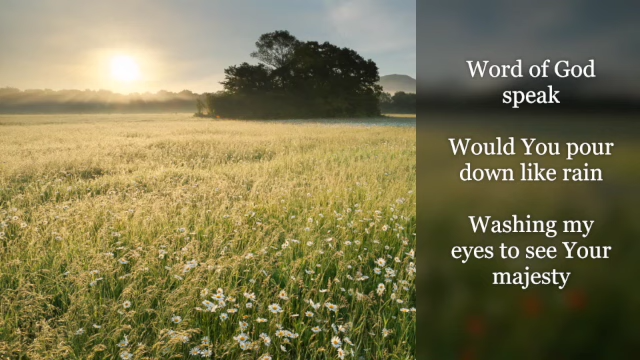 Word of God
speak
Would You pour
down like rain
Washing my
eyes to see Your
majesty